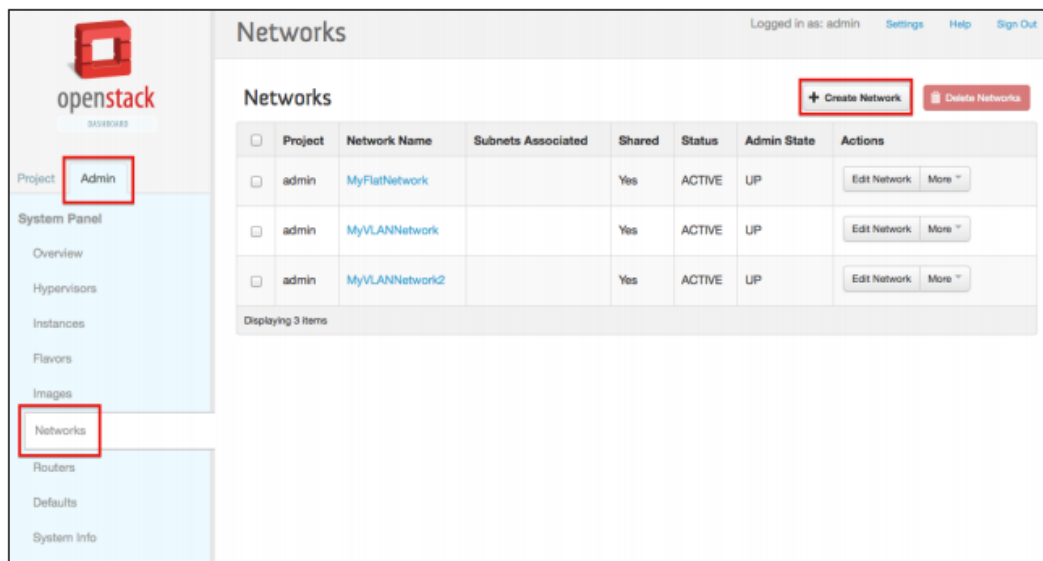 Networks
Logged in as: admin Settings Help Sign Out
openstack
DASHBOARD
Project Admin
System Panel
Overview
Hypervisors
Instances
Flavors
Images
Networks
Routers
Defaults
System Info
Networks
+ Create Network Delete Networks
Project Network Name Subnets Associated Shared Status Admin State Actions
admin MyFlatNetwork Yes ACTIVE UP Edit Network More
admin MyVLANNetwork Yes ACTIVE UP Edit Network More
admin MyVLANNetwork2 Yes ACTIVE UP Edit Network More
Displaying 3 items